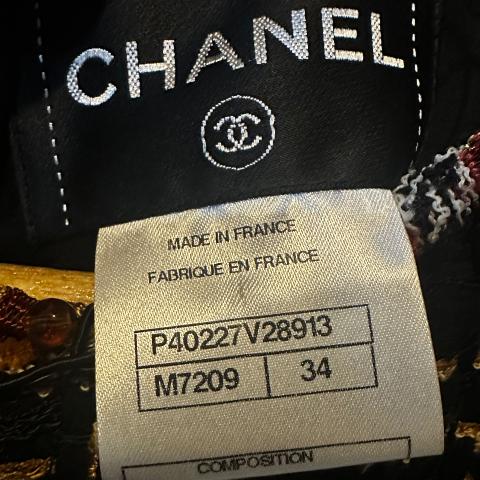 CHANEL
MADE IN FRANCE
FABRIQUE EN FRANCE
P40227V28913
M7209 34
COMPOSITION